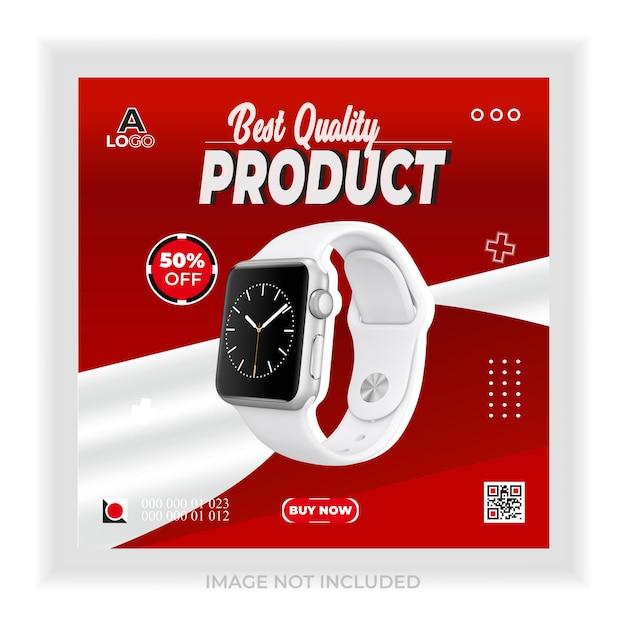 A
LOGO
Best Quality
PRODUCT
50%
OFF
000 000 01 023
000 000 01 012
BUY NOW
IMAGE NOT INCLUDED